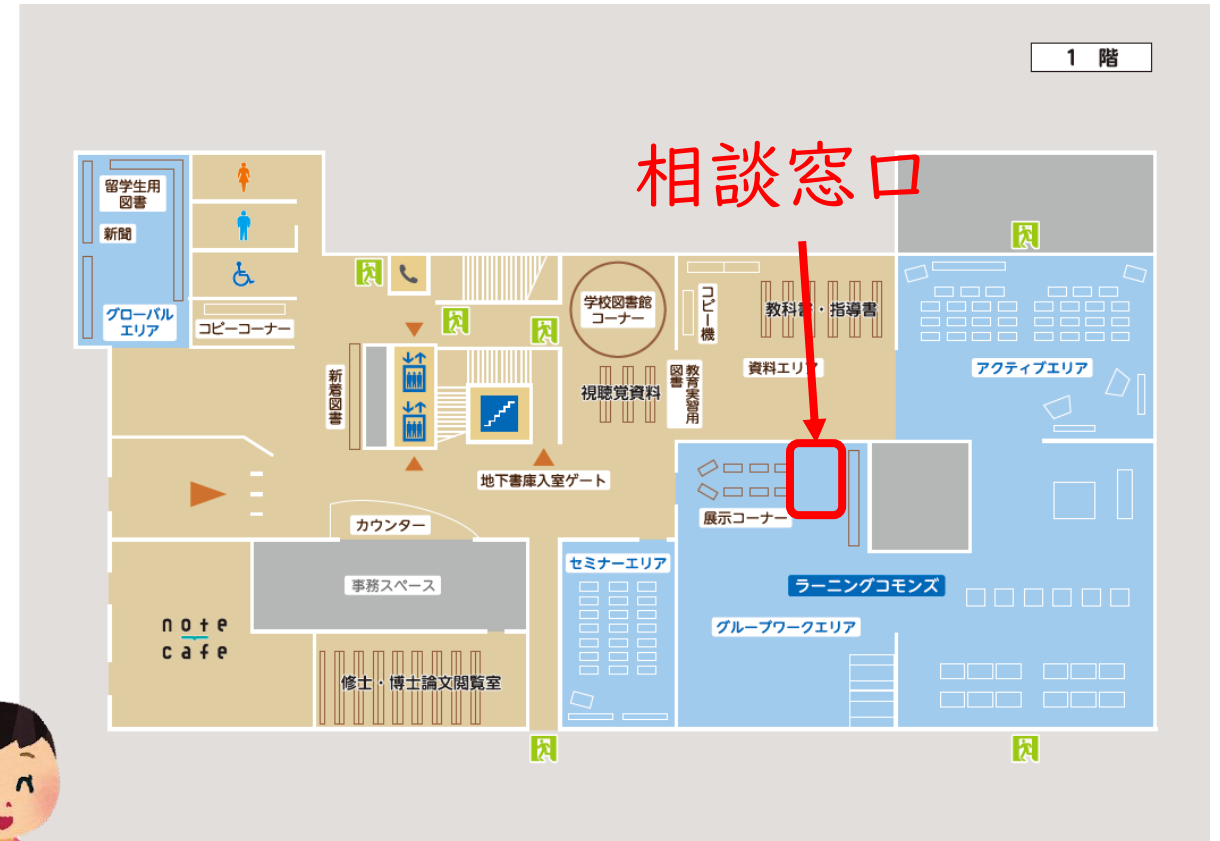 1 階
相談窓口
留学生用
図書
新聞
グローバル
エリア
コピーコーナー
新着図書
学校図書館
コーナー
コピー機
教科書・指導書
視聴覚資料
教育実習用
図書
資料エリア
アクティブエリア
地下書庫入室ゲート
カウンター
展示コーナー
事務スペース
セミナーエリア
ラーニングコモンズ
グループワークエリア
note
cafe
修士・博士論文閲覧室